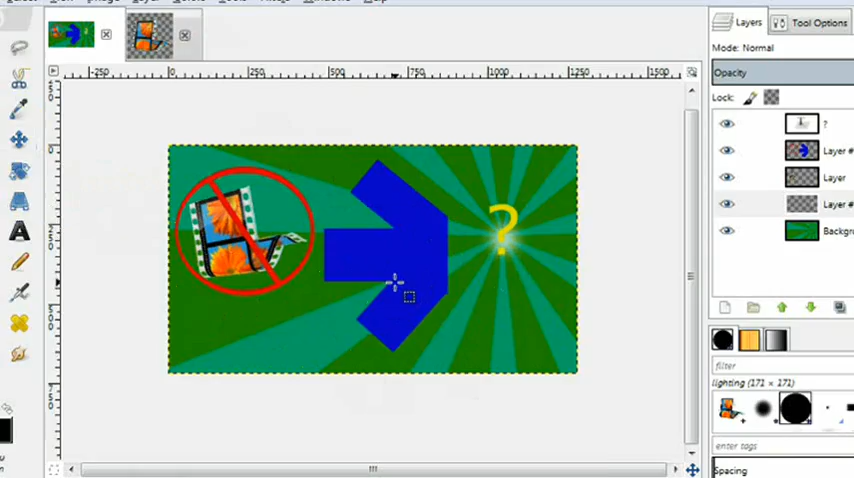 Layers
Tool Options
Mode: Normal
-250
0
250
500
750
1000
1250
1500
Opacity
Lock:
?
Layer #
Layer
Layer #
Backgro
?
filter
lighting (171 × 171)
enter tags
Spacing